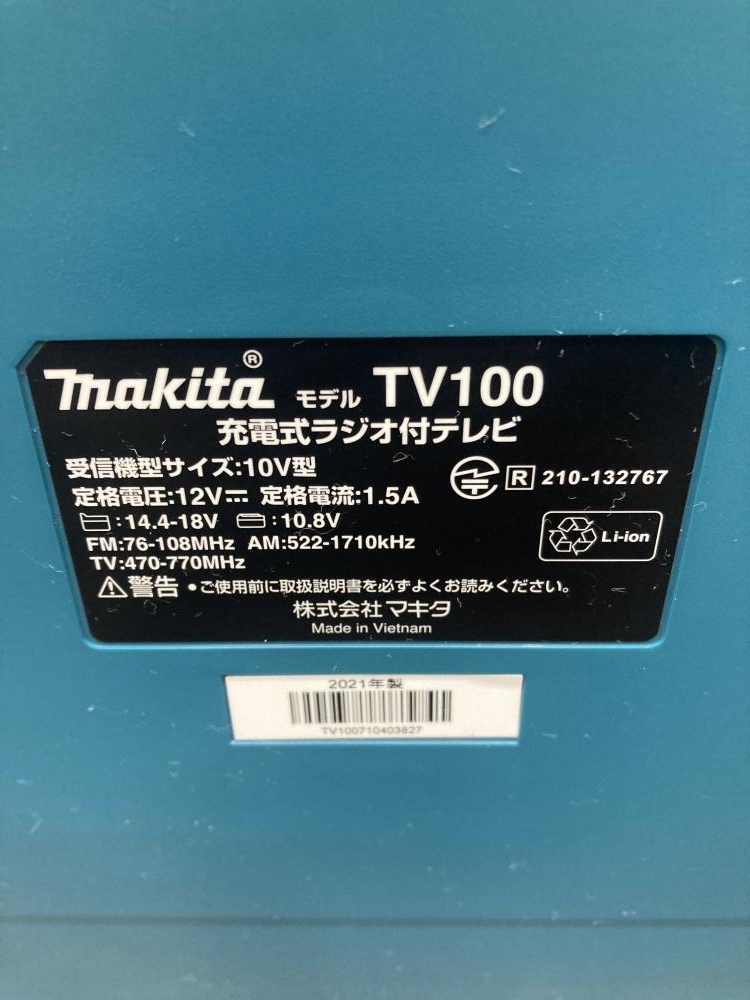 makita® モデル TV100
充電式ラジオ付テレビ
受信機型サイズ:10V型
R 210-132767
定格電圧:12V⎓ 定格電流:1.5A
:14.4-18V :10.8V
Li-ion
FM:76-108MHz AM:522-1710kHz
TV:470-770MHz
⚠警告 •ご使用前に取扱説明書を必ずよくお読みください。
株式会社マキタ
Made in Vietnam
2021年製
TV100710403827